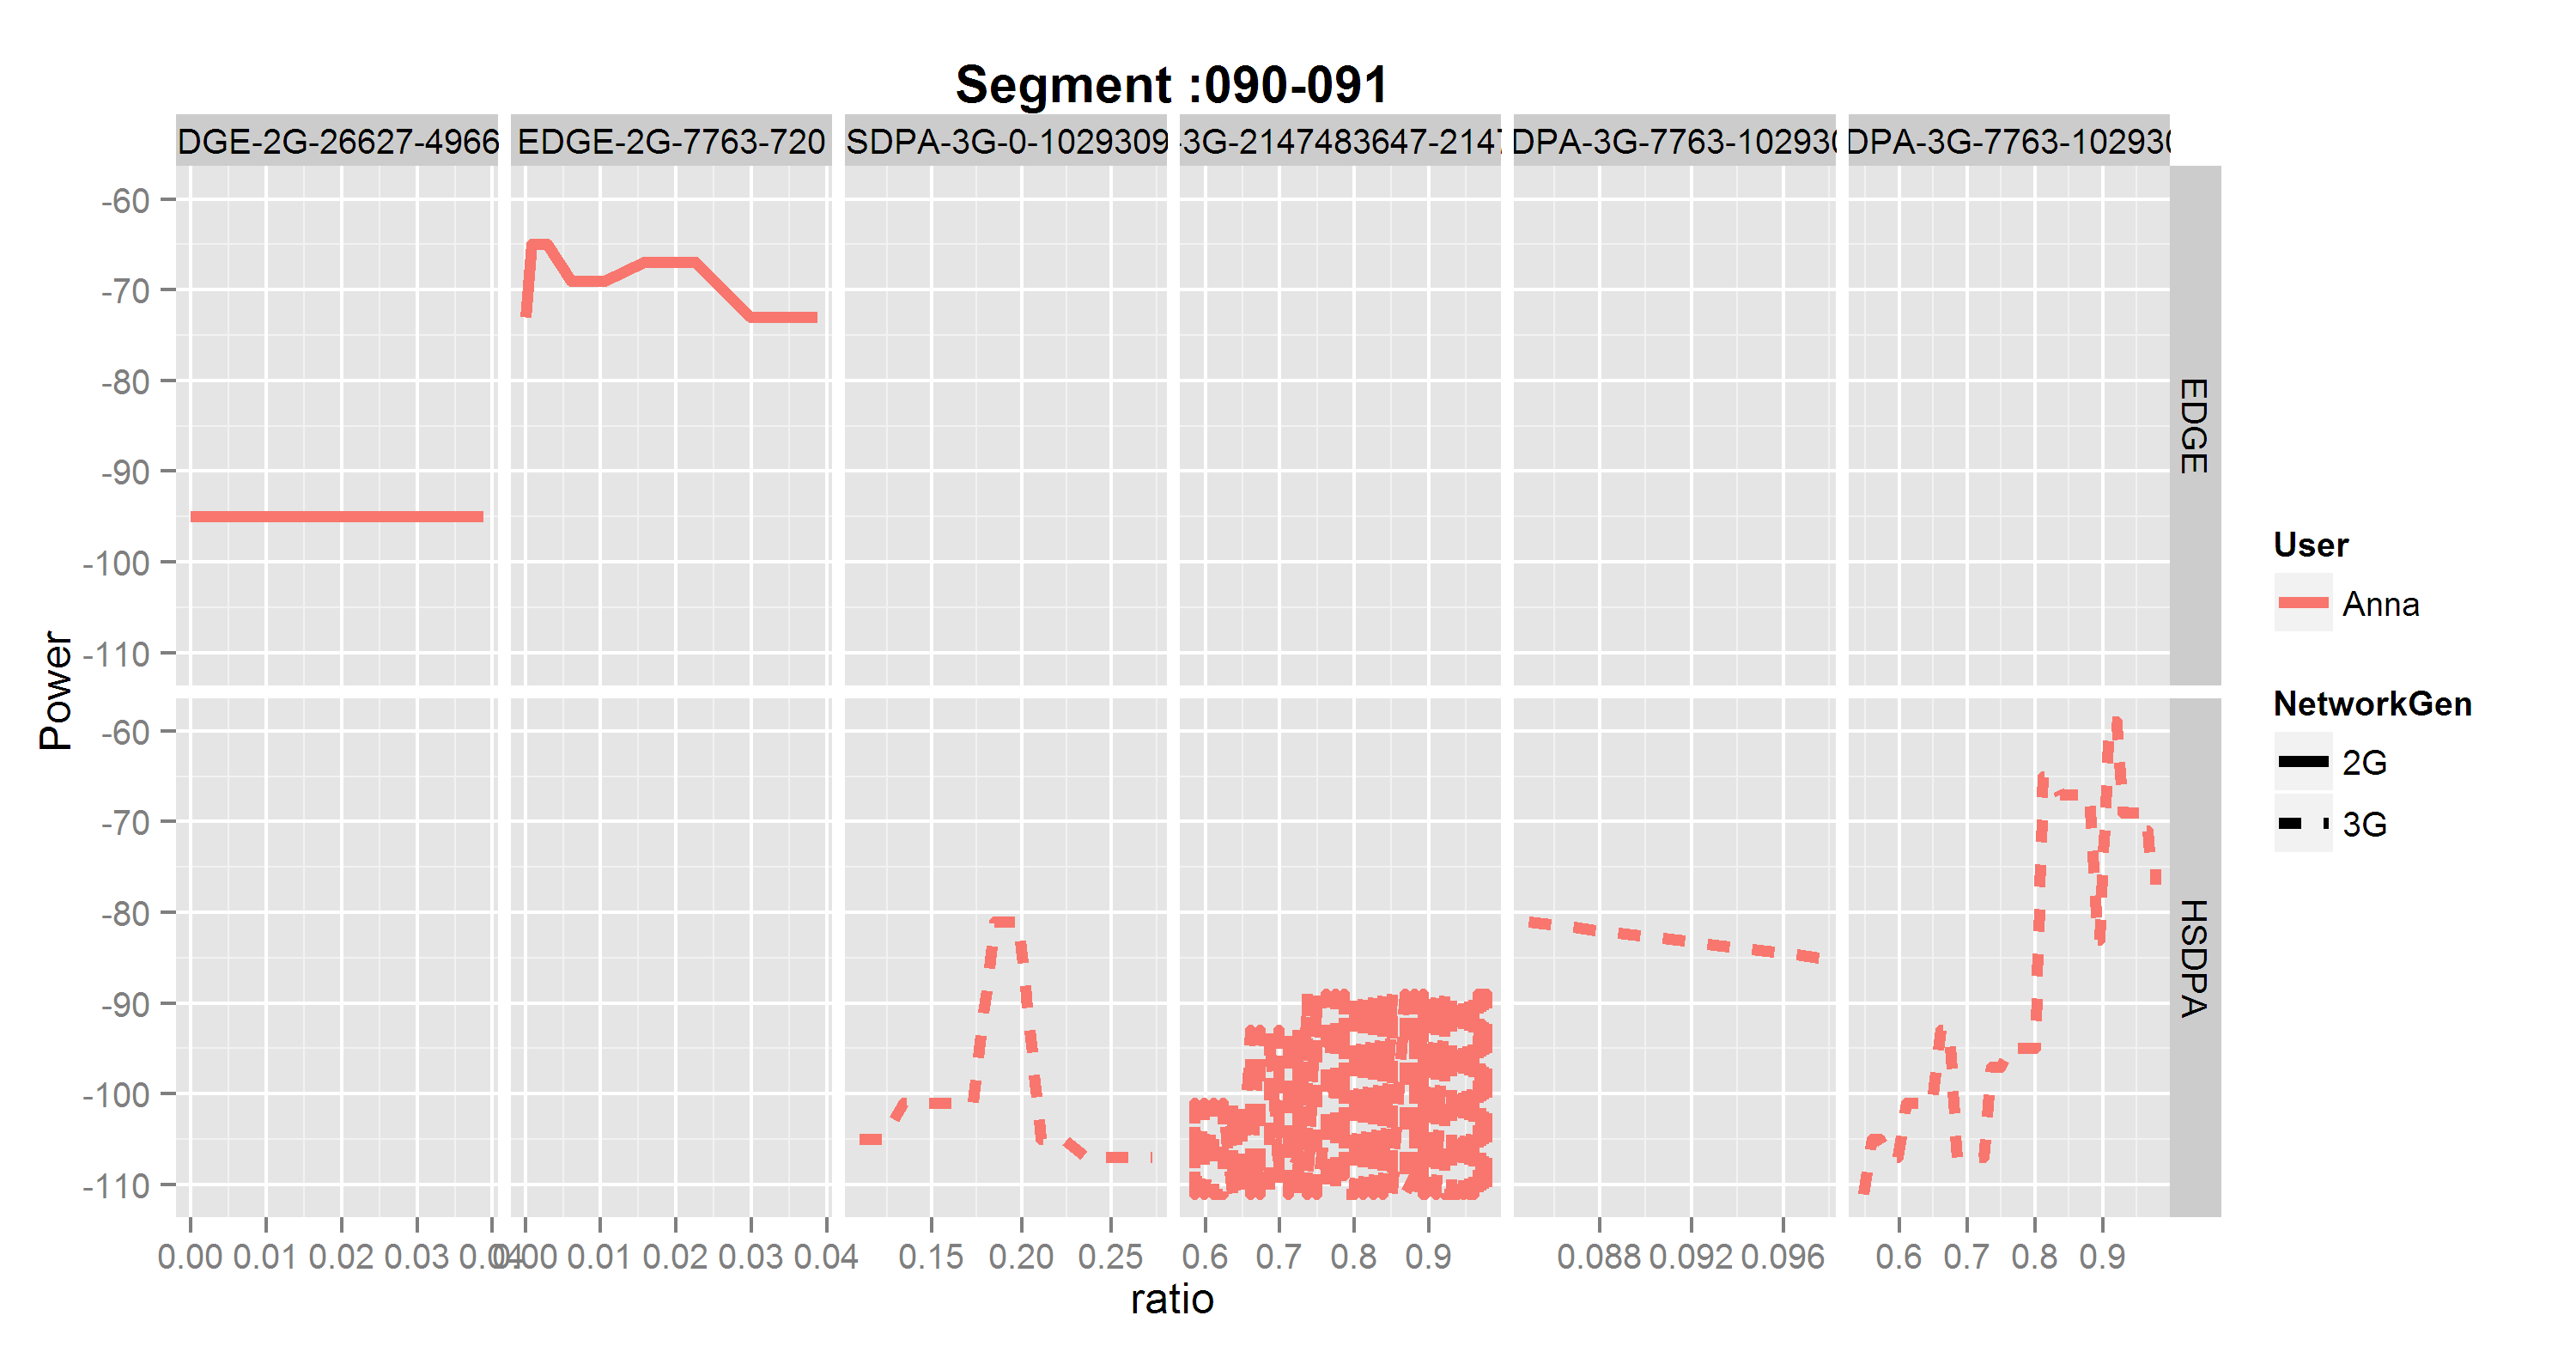 Segment :090-091
DGE-2G-26627-4966
EDGE-2G-7763-720
SDPA-3G-0-1029309
-3G-2147483647-2147
DPA-3G-7763-102930
DPA-3G-7763-102930
-60
-70
-80
-90
-100
-110
EDGE
-60
-70
-80
-90
-100
-110
HSDPA
Power
0.00 0.01 0.02 0.03 0.04
0.00 0.01 0.02 0.03 0.04
0.15 0.20 0.25
0.6 0.7 0.8 0.9
0.088 0.092 0.096
0.6 0.7 0.8 0.9
ratio
User
Anna
NetworkGen
2G
3G